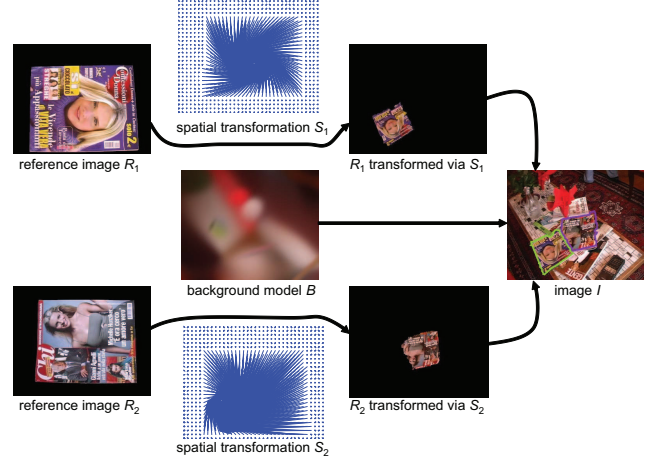 spatial transformation S1
reference image R1
R1 transformed via S1
background model B
image I
Chi
reference image R2
R2 transformed via S2
spatial transformation S2